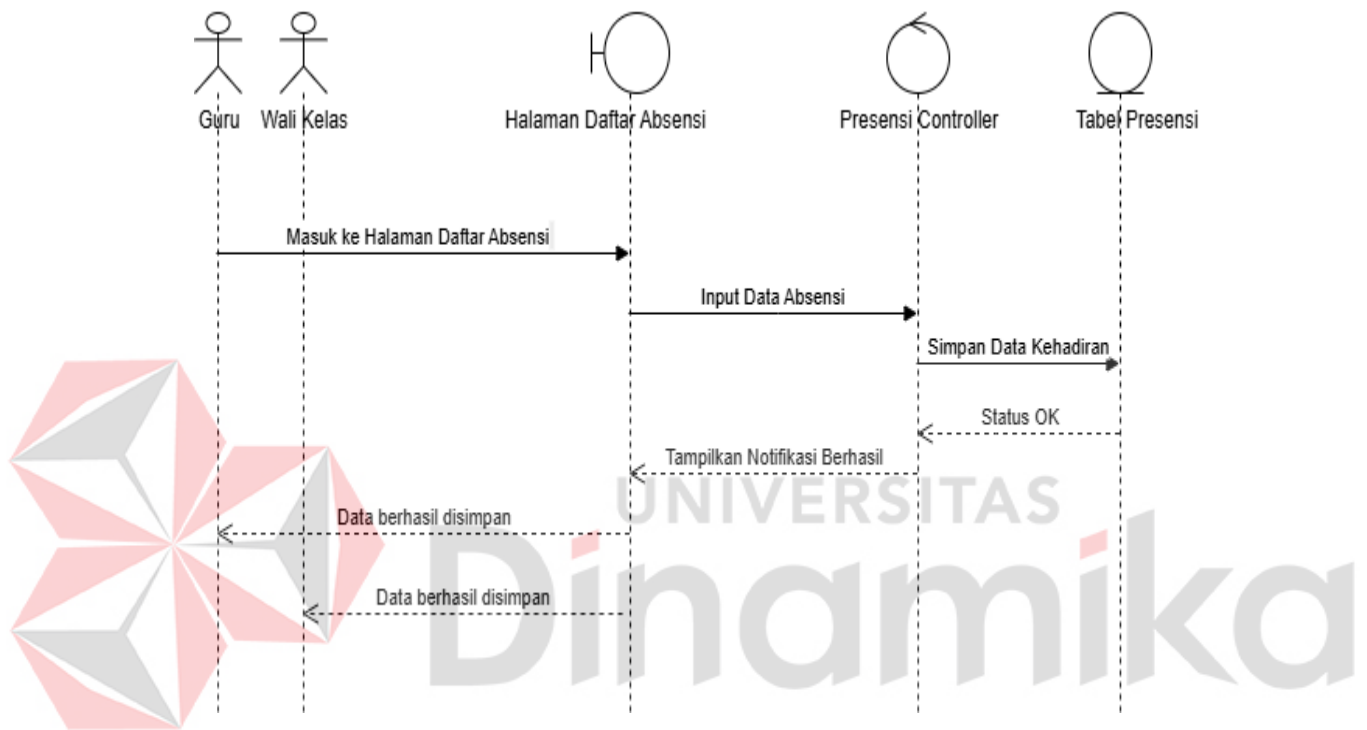 Guru
Wali Kelas
Halaman Daftar Absensi
Presensi Controller
Tabel Presensi
Masuk ke Halaman Daftar Absensi
Input Data Absensi
Simpan Data Kehadiran
Status OK
Tampilkan Notifikasi Berhasil
UNIVERSITAS
Dinamika
Data berhasil disimpan
Data berhasil disimpan